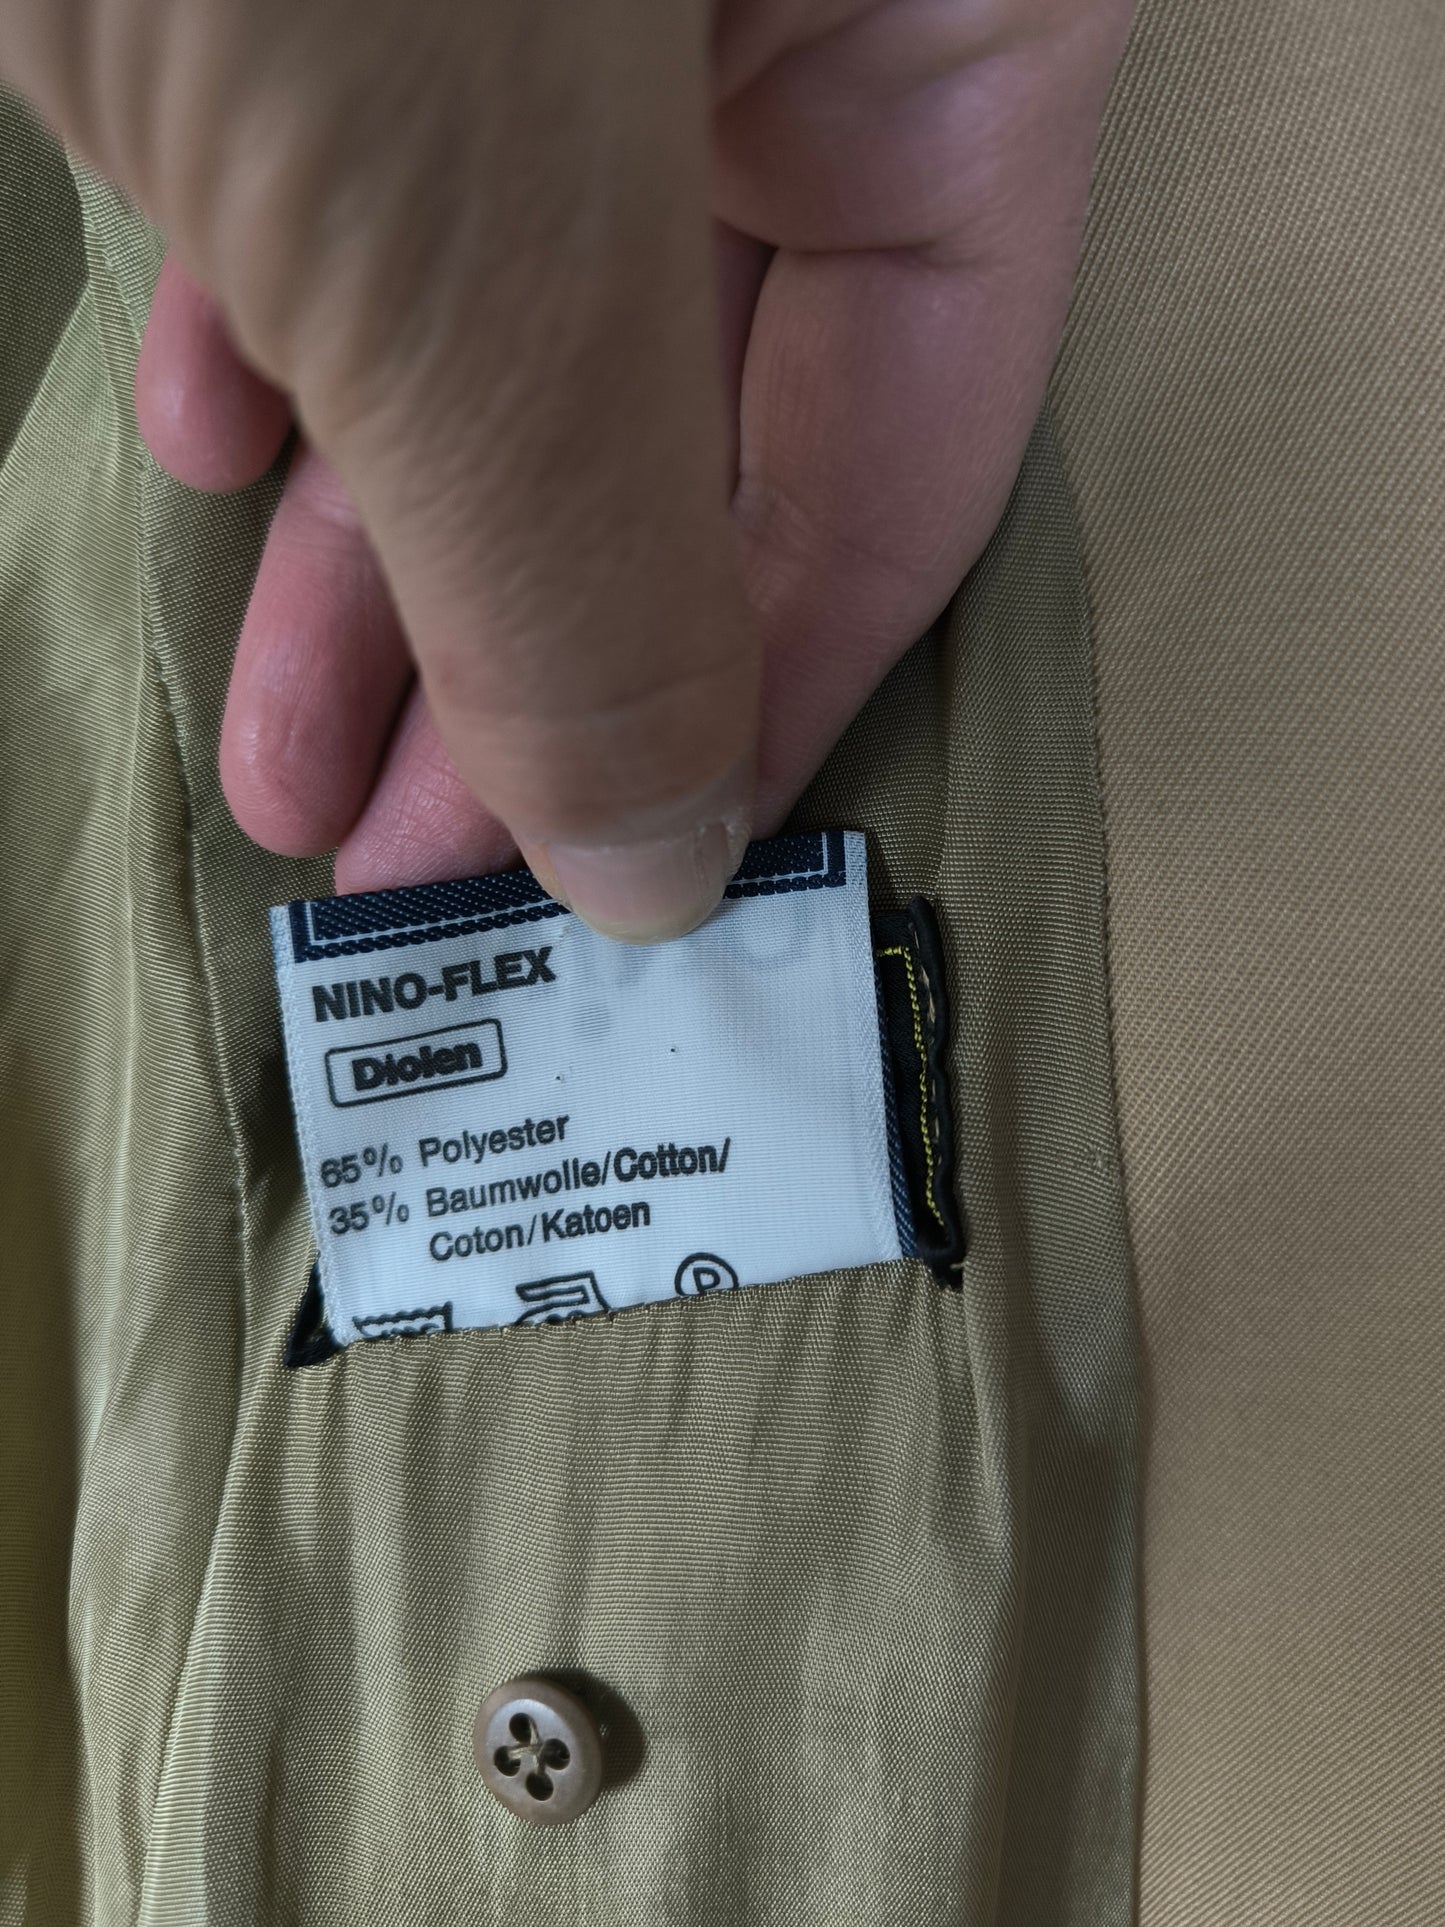 NINO-FLEX
Diolen
65% Polyester
35% Baumwolle/Cotton/
Coton/Katoen
P